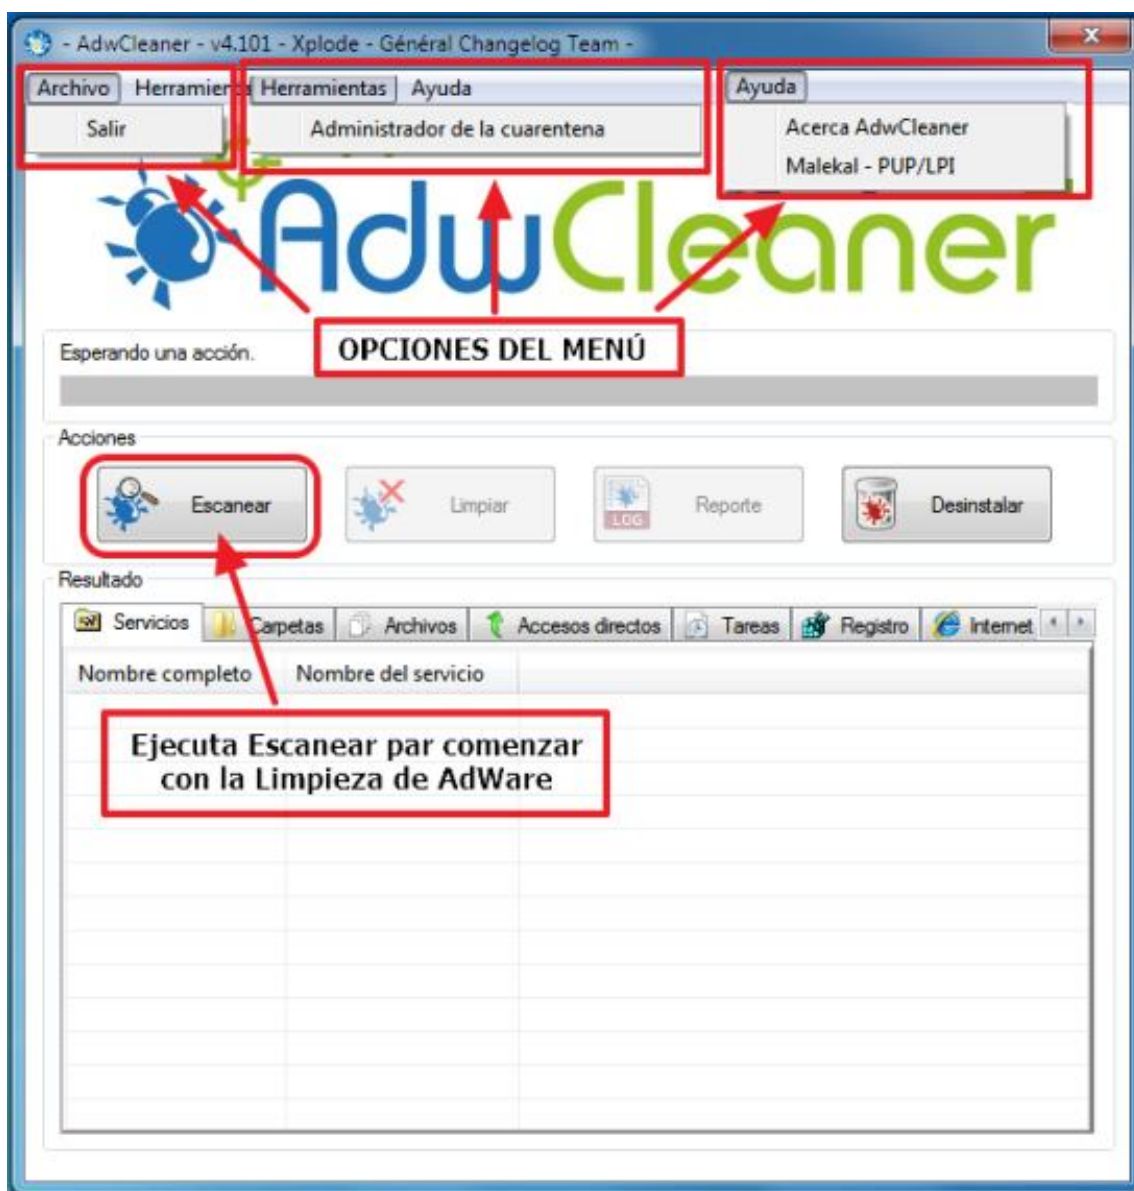 - AdwCleaner - v4.101 - Xplode - Général Changelog Team -
Archivo Herramienta Herramientas Ayuda Ayuda
Salir
Administrador de la cuarentena
Acerca AdwCleaner
Malekal - PUP/LPI
AdwCleaner
OPCIONES DEL MENÚ
Esperando una acción.
Acciones
Escanear
Limpiar
LOG
Reporte
Desinstalar
Resultado
Servicios Carpetas Archivos Accesos directos Tareas Registro Internet
Nombre completo Nombre del servicio
Ejecuta Escanear par comenzar
con la Limpieza de AdWare